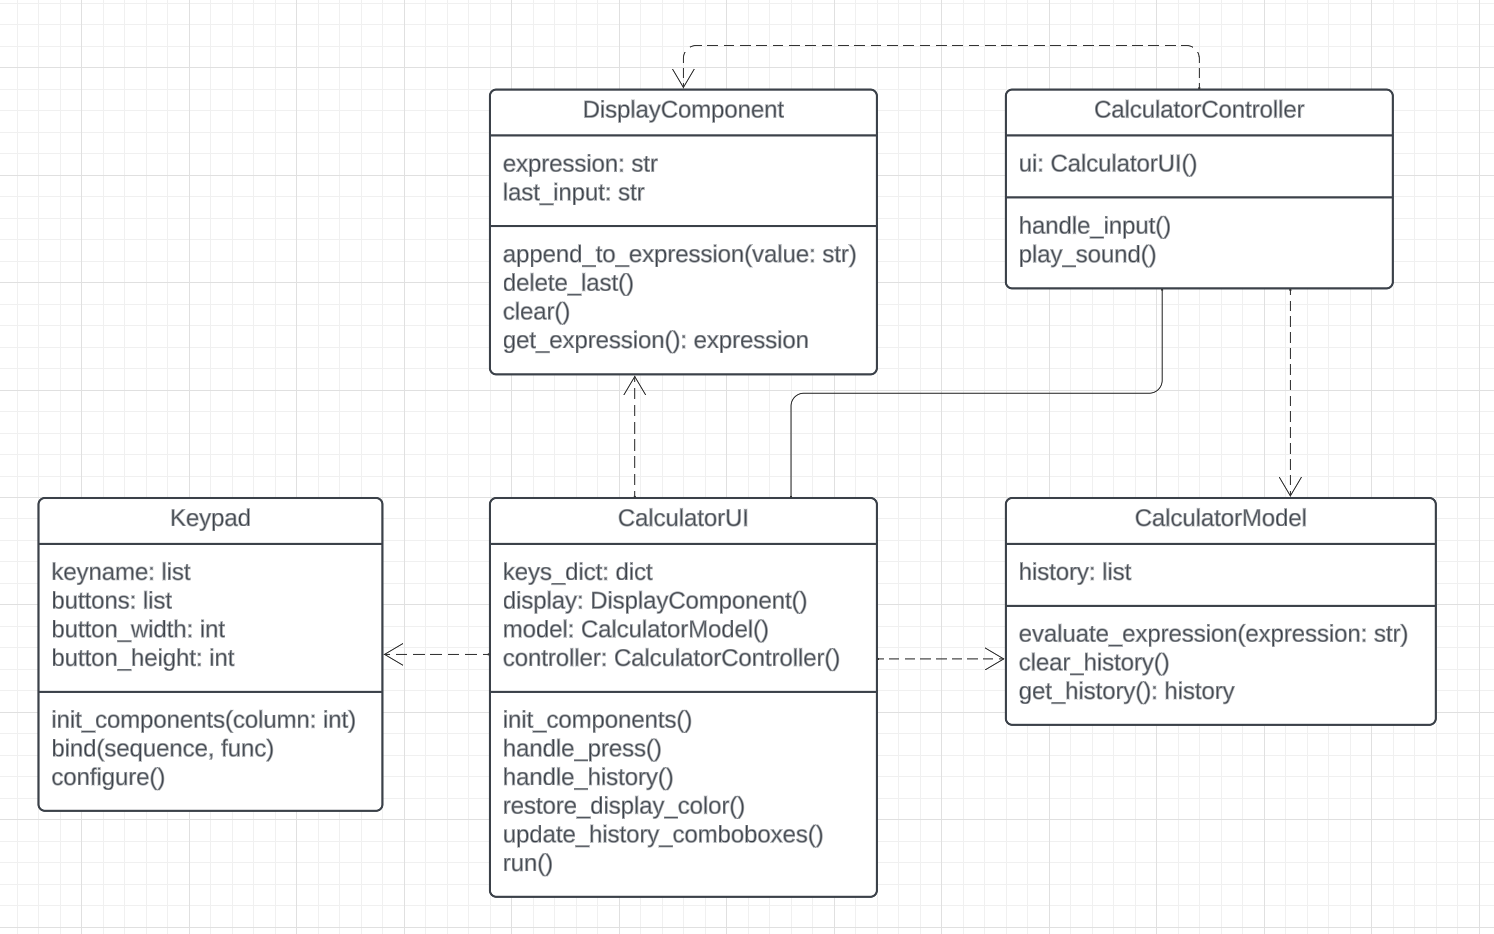 DisplayComponent
expression: str
last_input: str
append_to_expression(value: str)
delete_last()
clear()
get_expression(): expression
CalculatorController
ui: CalculatorUI()
handle_input()
play_sound()
Keypad
keyname: list
buttons: list
button_width: int
button_height: int
init_components(column: int)
bind(sequence, func)
configure()
CalculatorUI
keys_dict: dict
display: DisplayComponent()
model: CalculatorModel()
controller: CalculatorController()
init_components()
handle_press()
handle_history()
restore_display_color()
update_history_comboboxes()
run()
CalculatorModel
history: list
evaluate_expression(expression: str)
clear_history()
get_history(): history